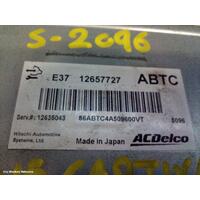 S-2096
E37 12657727 ABTC
Serv.#: 12635043 86ABTC4A509600VT 5096
Hitachi Automotive
Systems, Ltd.
Made in Japan
ACDelco